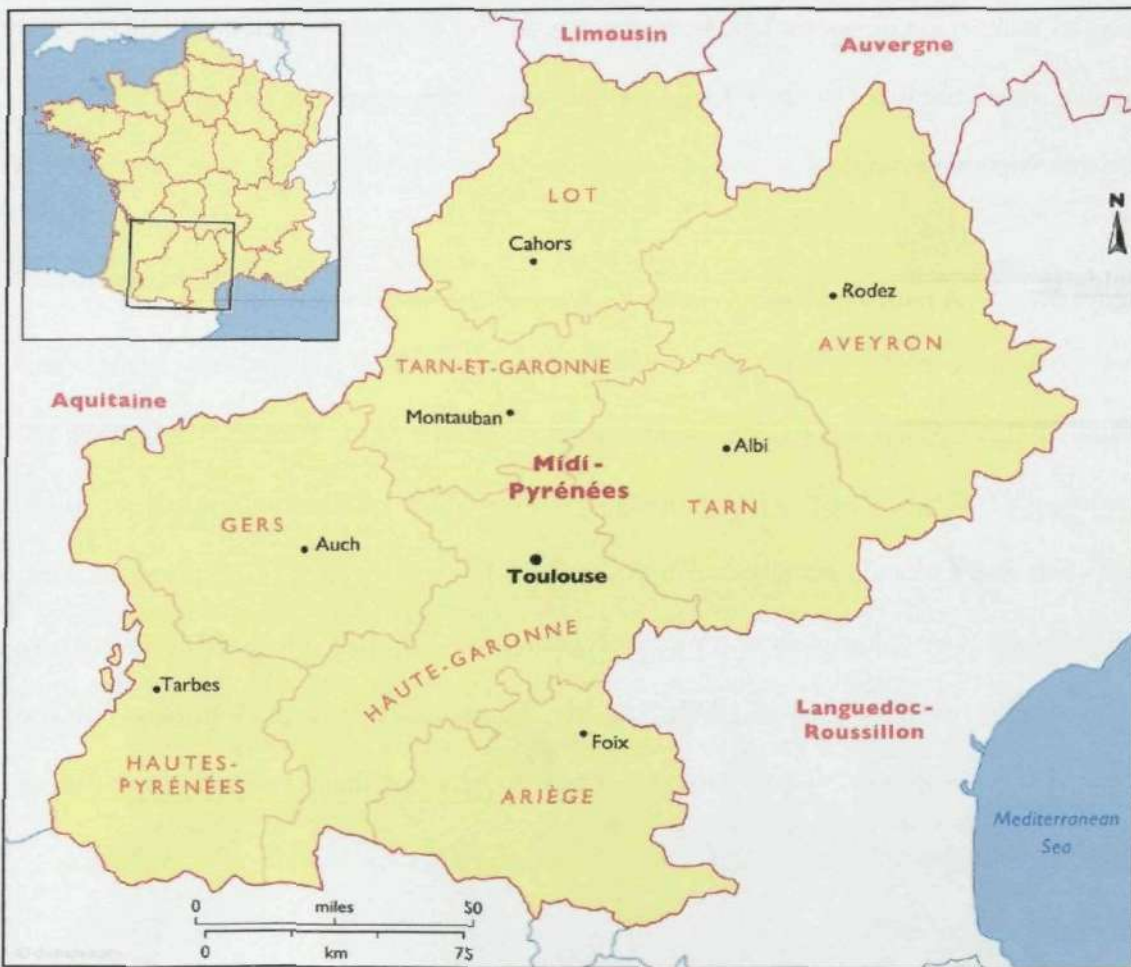 Limousin
Auvergne
LOT
N
Cahors
Rodez
AVEYRON
TARN-ET-GARONNE
Aquitaine
Montauban
Albi
Midi-
Pyrénées
TARN
GERS
Auch
Toulouse
HAUTE-GARONNE
Tarbes
Languedoc-
Roussillon
Foix
HAUTES-
PYRÉNÉES
ARIÈGE
Mediterranean
Sea
0 miles 50
0 km 75